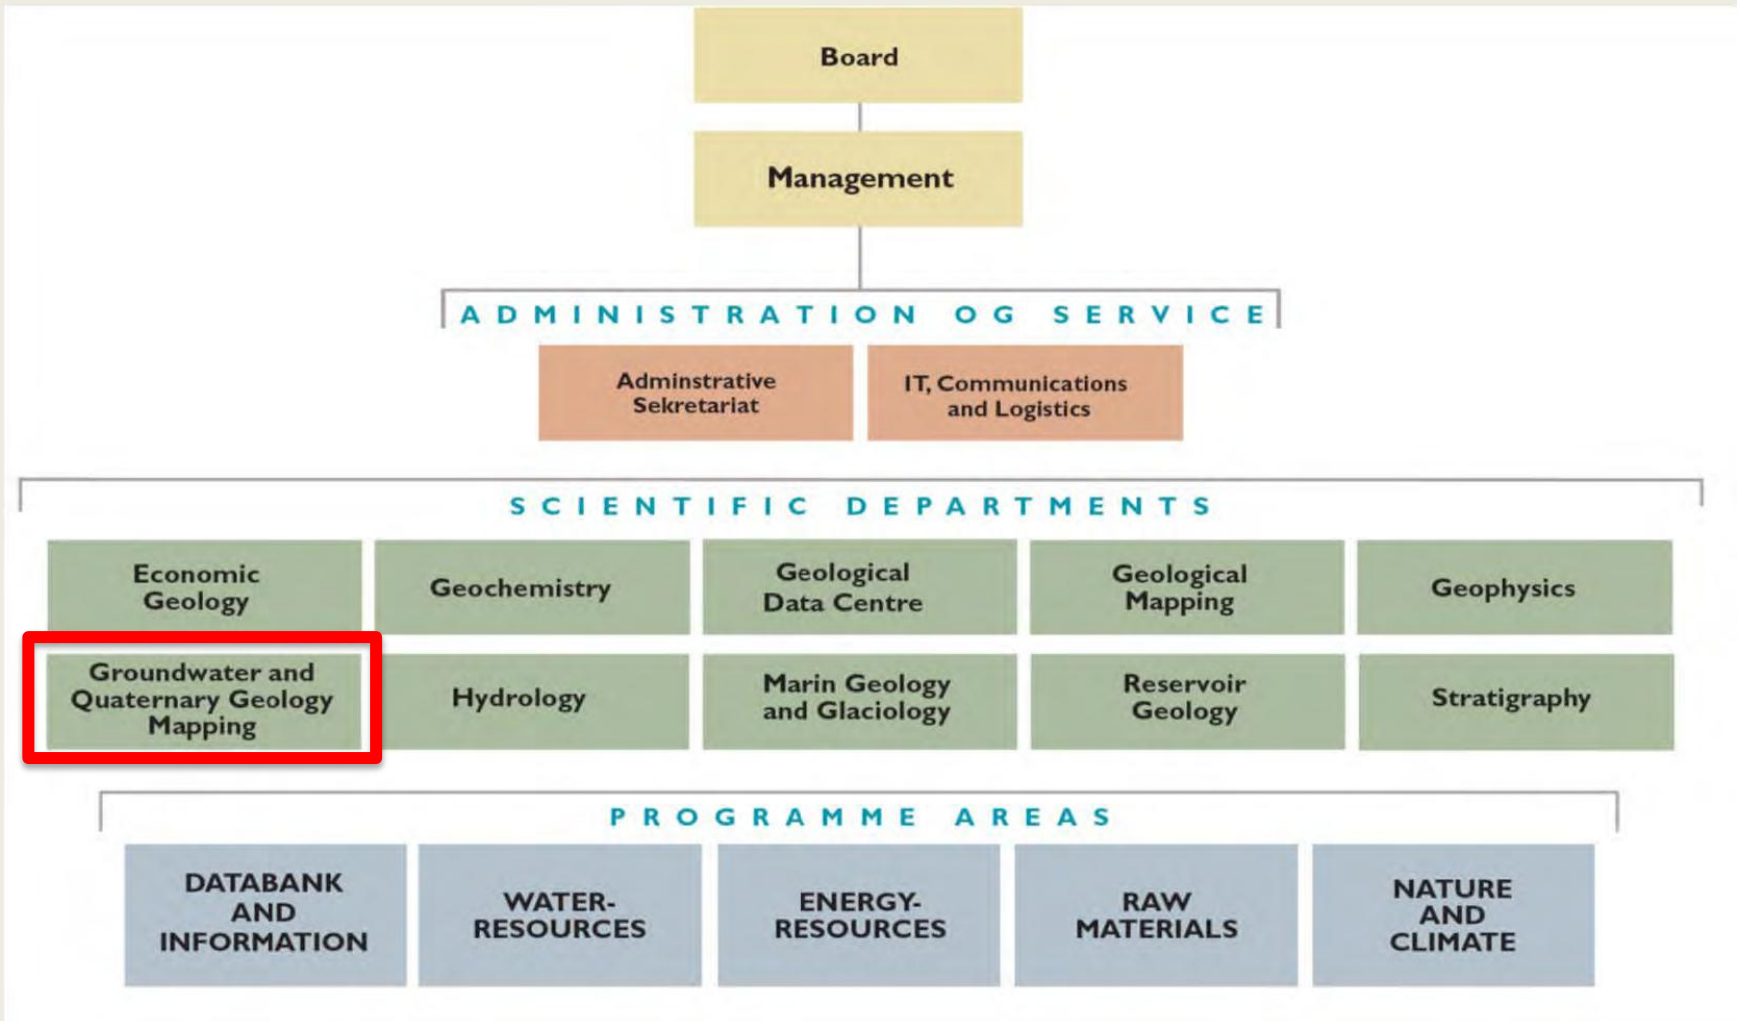 Board
Management
ADMINISTRATION OG SERVICE
Adminstrative
Sekretariat
IT, Communications
and Logistics
SCIENTIFIC DEPARTMENTS
Economic
Geology
Geochemistry
Geological
Data Centre
Geological
Mapping
Geophysics
Groundwater and
Quaternary Geology
Mapping
Hydrology
Marin Geology
and Glaciology
Reservoir
Geology
Stratigraphy
PROGRAMME AREAS
DATABANK
AND
INFORMATION
WATER-
RESOURCES
ENERGY-
RESOURCES
RAW
MATERIALS
NATURE
AND
CLIMATE